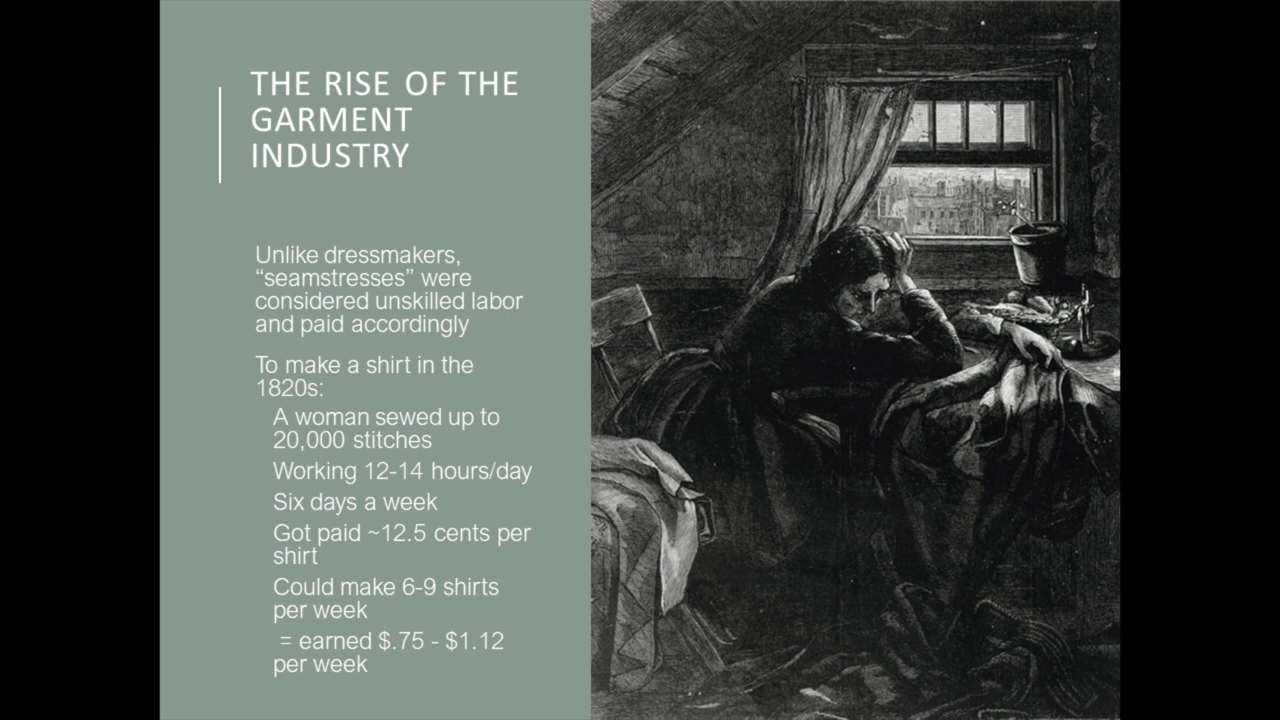 THE RISE OF THE
GARMENT
INDUSTRY
Unlike dressmakers,
“seamstresses” were
considered unskilled labor
and paid accordingly
To make a shirt in the
1820s:
A woman sewed up to
20,000 stitches
Working 12-14 hours/day
Six days a week
Got paid ~12.5 cents per
shirt
Could make 6-9 shirts
per week
= earned $.75 - $1.12
per week